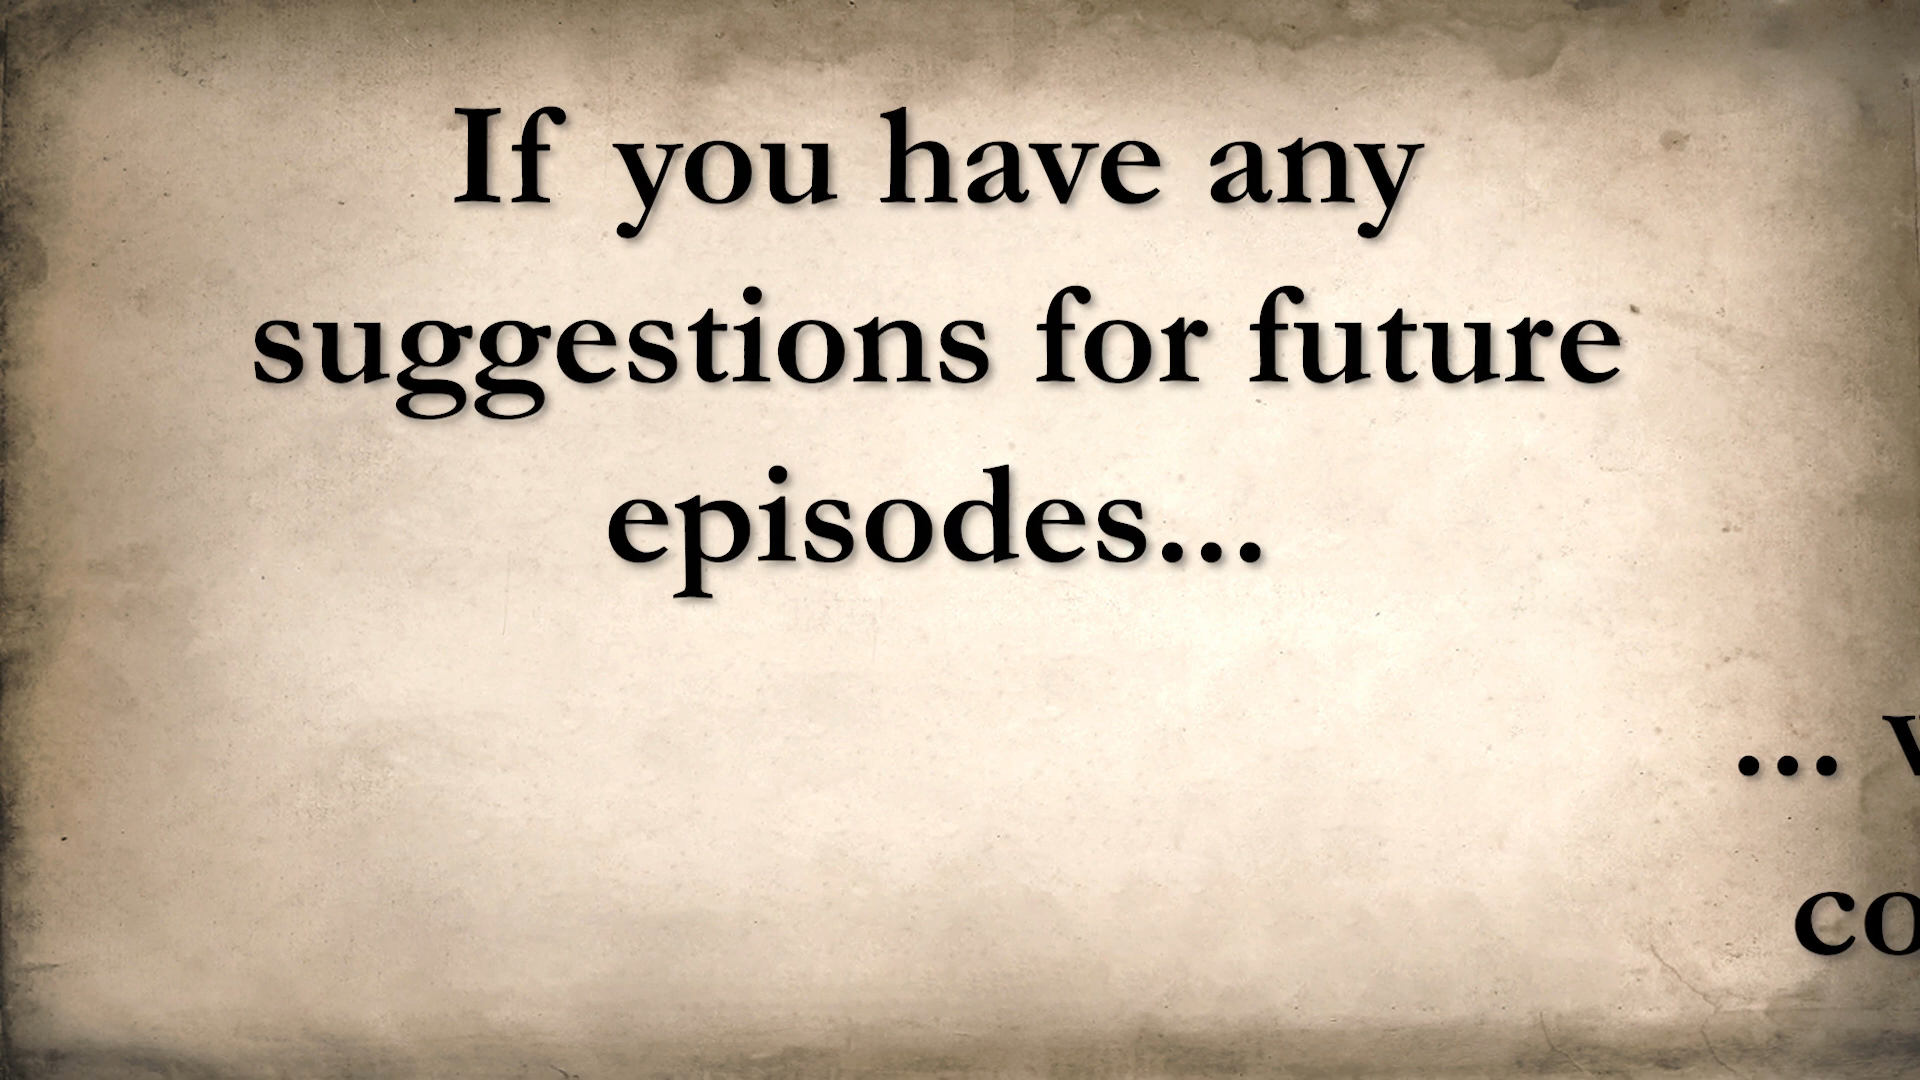 If you have any
suggestions for future
episodes...
...